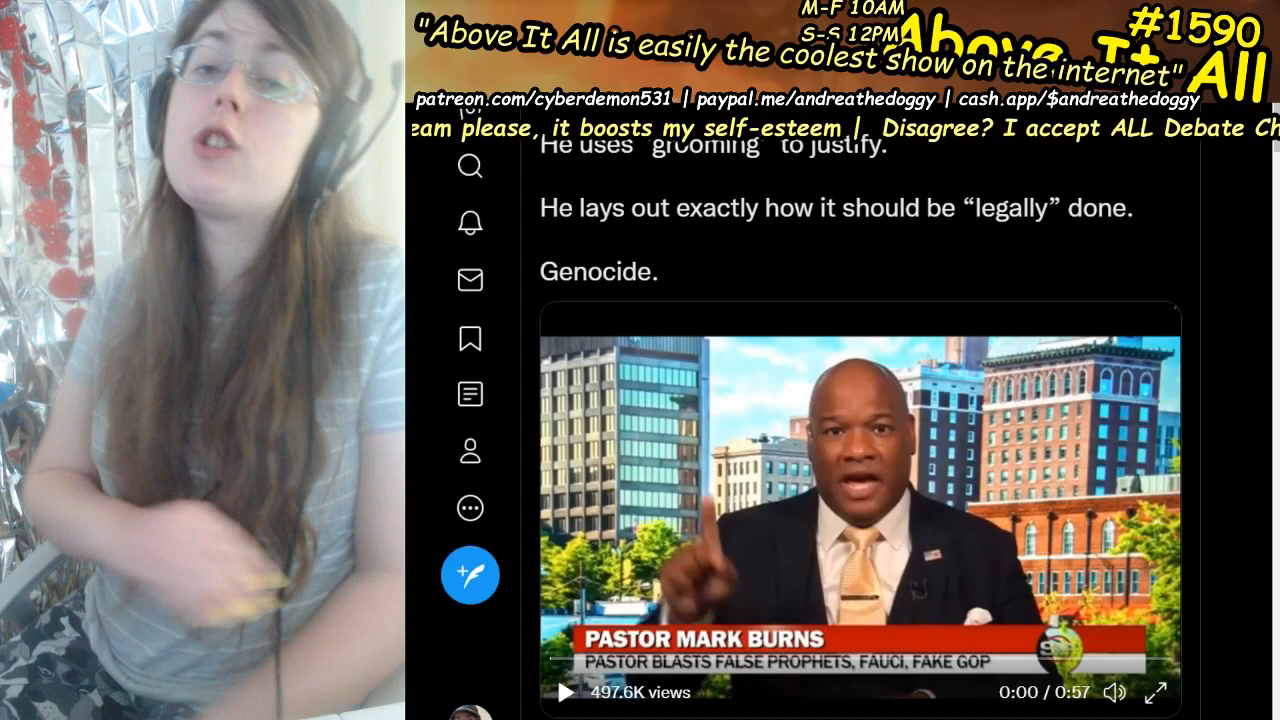 M-F 10AM
S-S 12PM
Above It All
#1590
"Above It All is easily the coolest show on the internet"
patreon.com/cyberdemon531 | paypal.me/andreathedoggy | cash.app/$andreathedoggy
eam please, it boosts my self-esteem | Disagree? I accept ALL Debate Ch
He uses “grooming” to justify.
He lays out exactly how it should be “legally” done.
Genocide.
PASTOR MARK BURNS
PASTOR BLASTS FALSE PROPHETS, FAUCI, FAKE GOP
497.6K views
0:00 / 0:57